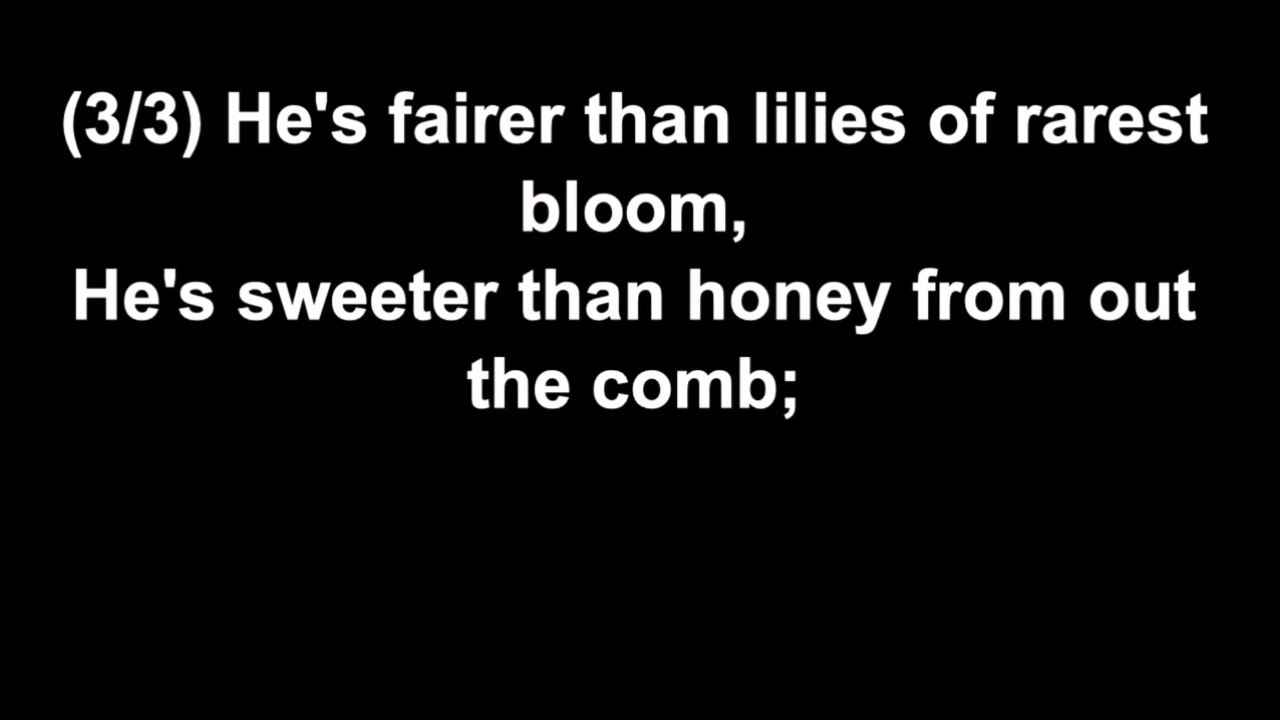 (3/3) He's fairer than lilies of rarest
bloom,
He's sweeter than honey from out
the comb;